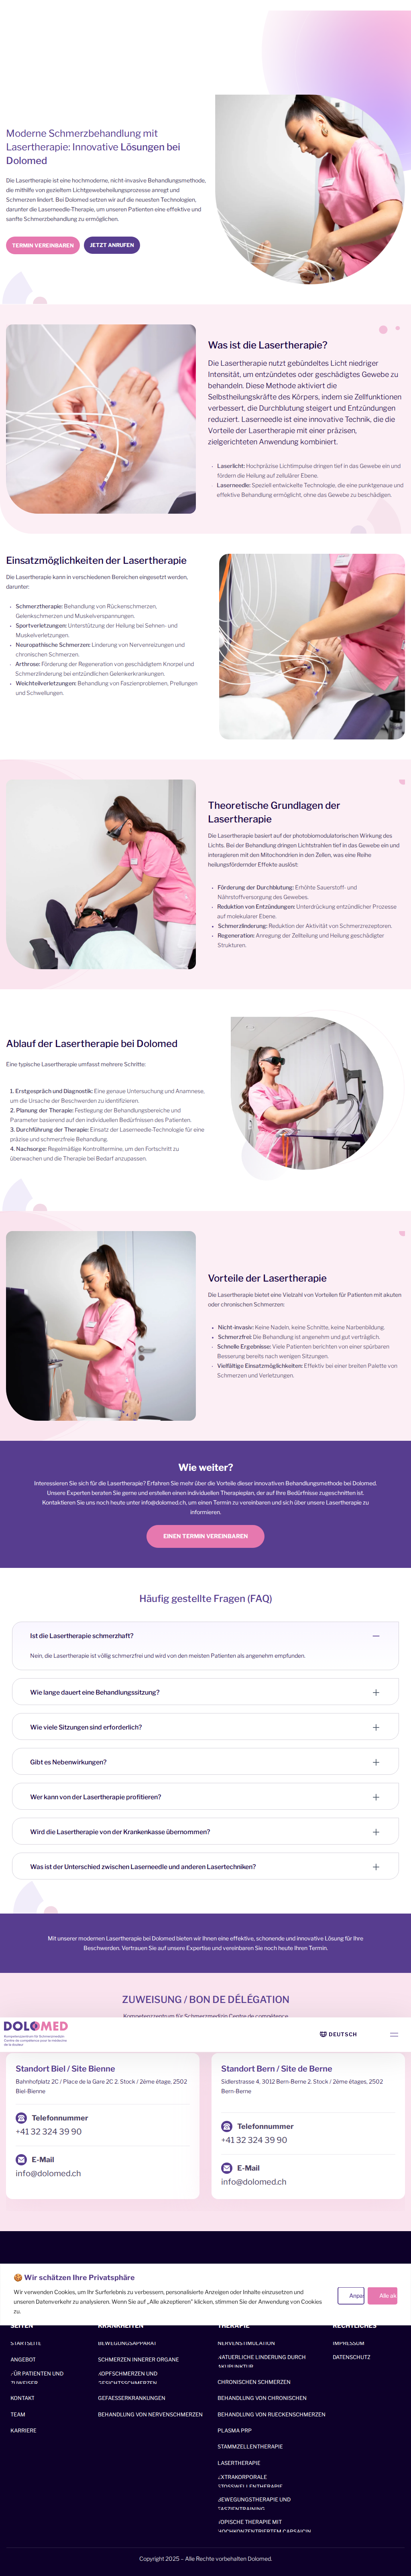 Moderne Schmerzbehandlung mit
Lasertherapie: Innovative Lösungen bei
Dolomed
Die Lasertherapie ist eine hochmoderne, nicht-invasive Behandlungsmethode,
die mithilfe von gezieltem Lichtgewebeheilungsprozesse anregt und
Schmerzen lindert. Bei Dolomed setzen wir auf die neuesten Technologien,
darunter die Laserneedle-Therapie, um unseren Patienten eine effektive und
sanfte Schmerzbehandlung zu ermöglichen.
TERMIN VEREINBAREN
JETZT ANRUFEN
Was ist die Lasertherapie?
Die Lasertherapie nutzt gebündeltes Licht niedriger
Intensität, um entzündetes oder geschädigtes Gewebe zu
behandeln. Diese Methode aktiviert die
Selbstheilungskräfte des Körpers, indem sie Zellfunktionen
verbessert, die Durchblutung steigert und Entzündungen
reduziert. Laserneedle ist eine innovative Technik, die die
Vorteile der Lasertherapie mit einer präzisen,
zielgerichteten Anwendung kombiniert.
Laserlicht: Hochpräzise Lichtimpulse dringen tief in das Gewebe ein und
fördern die Heilung auf zellulärer Ebene.
Laserneedle: Speziell entwickelte Technologie, die eine punktgenaue und
effektive Behandlung ermöglicht, ohne das Gewebe zu beschädigen.
Einsatzmöglichkeiten der Lasertherapie
Die Lasertherapie kann in verschiedenen Bereichen eingesetzt werden,
darunter:
Schmerztherapie: Behandlung von Rückenschmerzen,
Gelenkschmerzen und Muskelverspannungen.
Sportverletzungen: Unterstützung der Heilung bei Sehnen- und
Muskelverletzungen.
Neuropathische Schmerzen: Linderung von Nervenreizungen und
chronischen Schmerzen.
Arthrose: Förderung der Regeneration von geschädigtem Knorpel und
Schmerzlinderung bei entzündlichen Gelenkerkrankungen.
Weichteilverletzungen: Behandlung von Faszienproblemen, Prellungen
und Schwellungen.
Theoretische Grundlagen der
Lasertherapie
Die Lasertherapie basiert auf der photobiomodulatorischen Wirkung des
Lichts. Bei der Behandlung dringen Lichtstrahlen tief in das Gewebe ein und
interagieren mit den Mitochondrien in den Zellen, was eine Reihe
heilungsfördernder Effekte auslöst:
Förderung der Durchblutung: Erhöhte Sauerstoff- und
Nährstoffversorgung des Gewebes.
Reduktion von Entzündungen: Unterdrückung entzündlicher Prozesse
auf molekularer Ebene.
Schmerzlinderung: Reduktion der Aktivität von Schmerzrezeptoren.
Regeneration: Anregung der Zellteilung und Heilung geschädigter
Strukturen.
Ablauf der Lasertherapie bei Dolomed
Eine typische Lasertherapie umfasst mehrere Schritte:
1. Erstgespräch und Diagnostik: Eine genaue Untersuchung und Anamnese,
um die Ursache der Beschwerden zu identifizieren.
2. Planung der Therapie: Festlegung der Behandlungsbereiche und
Parameter basierend auf den individuellen Bedürfnissen des Patienten.
3. Durchführung der Therapie: Einsatz der Laserneedle-Technologie für eine
präzise und schmerzfreie Behandlung.
4. Nachsorge: Regelmäßige Kontrolltermine, um den Fortschritt zu
überwachen und die Therapie bei Bedarf anzupassen.
Vorteile der Lasertherapie
Die Lasertherapie bietet eine Vielzahl von Vorteilen für Patienten mit akuten
oder chronischen Schmerzen:
Nicht-invasiv: Keine Nadeln, keine Schnitte, keine Narbenbildung.
Schmerzfrei: Die Behandlung ist angenehm und gut verträglich.
Schnelle Ergebnisse: Viele Patienten berichten von einer spürbaren
Besserung bereits nach wenigen Sitzungen.
Vielfältige Einsatzmöglichkeiten: Effektiv bei einer breiten Palette von
Schmerzen und Verletzungen.
Wie weiter?
Interessieren Sie sich für die Lasertherapie? Erfahren Sie mehr über die Vorteile dieser innovativen Behandlungsmethode bei Dolomed.
Unsere Experten beraten Sie gerne und erstellen einen individuellen Therapieplan, der auf Ihre Bedürfnisse zugeschnitten ist.
Kontaktieren Sie uns noch heute unter info@dolomed.ch, um einen Termin zu vereinbaren und sich über unsere Lasertherapie zu
informieren.
EINEN TERMIN VEREINBAREN
Häufig gestellte Fragen (FAQ)
Ist die Lasertherapie schmerzhaft?
Nein, die Lasertherapie ist völlig schmerzfrei und wird von den meisten Patienten als angenehm empfunden.
Wie lange dauert eine Behandlungssitzung?
Wie viele Sitzungen sind erforderlich?
Gibt es Nebenwirkungen?
Wer kann von der Lasertherapie profitieren?
Wird die Lasertherapie von der Krankenkasse übernommen?
Was ist der Unterschied zwischen Laserneedle und anderen Lasertechniken?
Mit unserer modernen Lasertherapie bei Dolomed bieten wir Ihnen eine effektive, schonende und innovative Lösung für Ihre
Beschwerden. Vertrauen Sie auf unsere Expertise und vereinbaren Sie noch heute Ihren Termin.
ZUWEISUNG / BON DE DÉLÉGATION
Kompetenzzentrum für Schmerzmedizin Centre de compétence
DOLOMED
Kompetenzzentrum für Schmerzmedizin
Centre de compétence pour la médecine
de la douleur
DEUTSCH
Standort Biel / Site Bienne
Bahnhofplatz 2C / Place de la Gare 2C 2. Stock / 2ème étage, 2502
Biel-Bienne
Telefonnummer
+41 32 324 39 90
E-Mail
info@dolomed.ch
Standort Bern / Site de Berne
Sidlerstrasse 4, 3012 Bern-Berne 2. Stock / 2ème étages, 2502
Bern-Berne
Telefonnummer
+41 32 324 39 90
E-Mail
info@dolomed.ch
Wir schätzen Ihre Privatsphäre
Wir verwenden Cookies, um Ihr Surferlebnis zu verbessern, personalisierte Anzeigen oder Inhalte einzusetzen und
unseren Datenverkehr zu analysieren. Wenn Sie auf „Alle akzeptieren" klicken, stimmen Sie der Anwendung von Cookies
zu.
SEITEN
STARTSEITE
ANGEBOT
FÜR PATIENTEN UND
ZUWEISER
KONTAKT
TEAM
KARRIERE
KRANKHEITEN
BEWEGUNGSAPPARAT
SCHMERZEN INNERER ORGANE
KOPFSCHMERZEN UND
GESICHTSSCHMERZEN
GEFAESSERKRANKUNGEN
BEHANDLUNG VON NERVENSCHMERZEN
THERAPIE
NERVENSTIMULATION
NATUERLICHE LINDERUNG DURCH
AKUPUNKTUR
CHRONISCHEN SCHMERZEN
BEHANDLUNG VON CHRONISCHEN
BEHANDLUNG VON RUECKENSCHMERZEN
PLASMA PRP
STAMMZELLENTHERAPIE
LASERTHERAPIE
EXTRAKORPORALE
STOSSWELLENTHERAPIE
BEWEGUNGSTHERAPIE UND
FASZIENTRAINING
TOPISCHE THERAPIE MIT
HOCHKONZENTRIERTEM CAPSAICIN
RECHTLICHES
IMPRESSUM
DATENSCHUTZ
Copyright 2025 – Alle Rechte vorbehalten Dolomed.